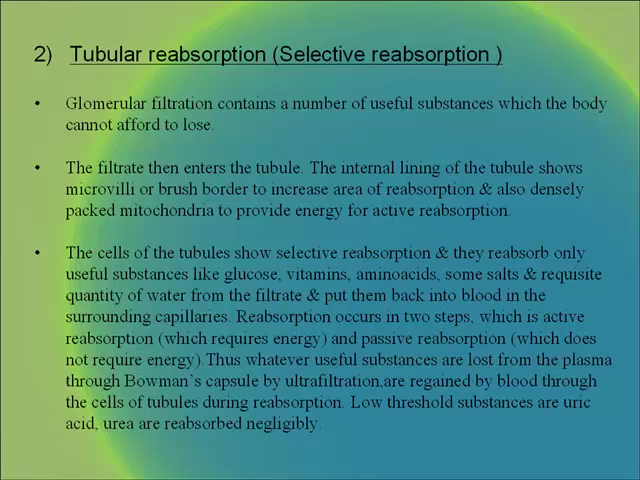 2) Tubular reabsorption (Selective reabsorption )
• Glomerular filtration contains a number of useful substances which the body
cannot afford to lose.
• The filtrate then enters the tubule. The internal lining of the tubule shows
microvilli or brush border to increase area of reabsorption & also densely
packed mitochondria to provide energy for active reabsorption.
• The cells of the tubules show selective reabsorption & they reabsorb only
useful substances like glucose, vitamins, aminoacids, some salts & requisite
quantity of water from the filtrate & put them back into blood in the
surrounding capillaries. Reabsorption occurs in two steps, which is active
reabsorption (which requires energy) and passive reabsorption (which does
not require energy).Thus whatever useful substances are lost from the plasma
through Bowman`s capsule by ultrafiltration,are regained by blood through
the cells of tubules during reabsorption. Low threshold substances are uric
acid, urea are reabsorbed negligibly.